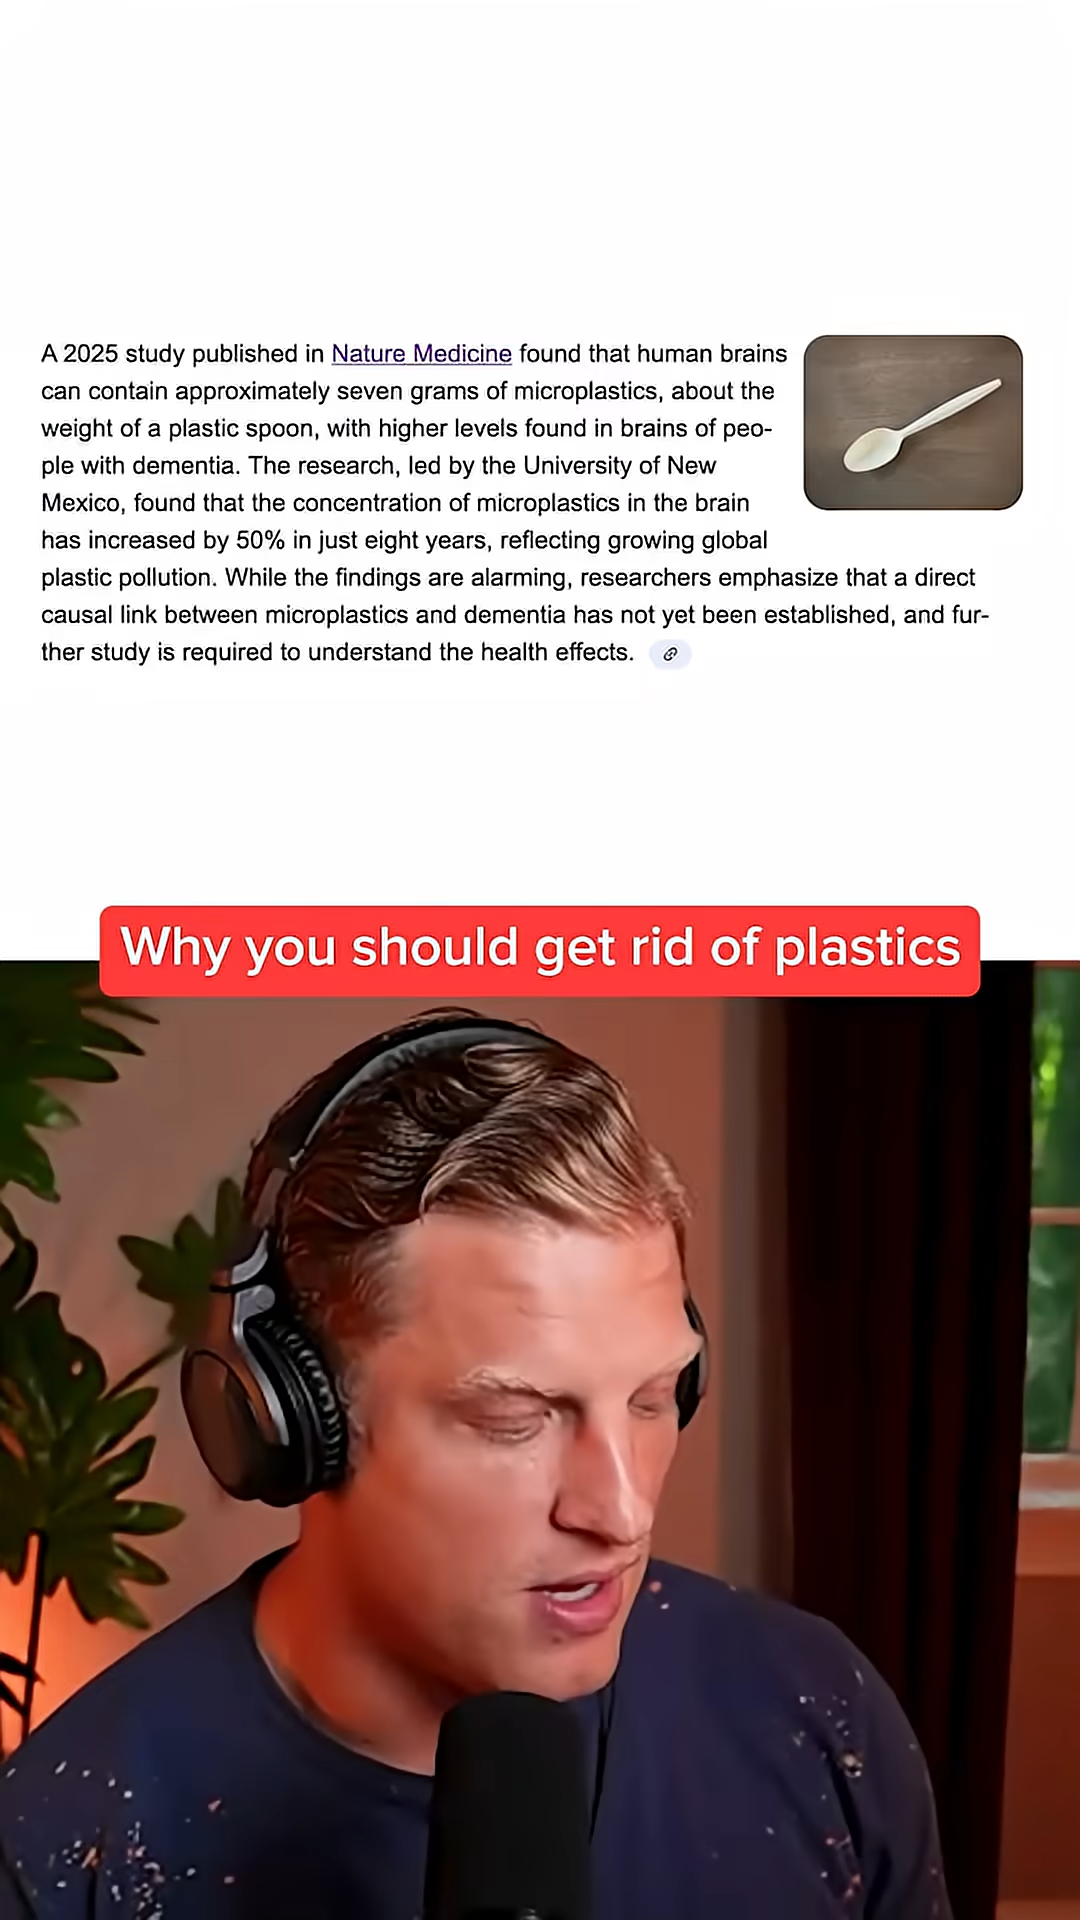 A 2025 study published in Nature Medicine found that human brains
can contain approximately seven grams of microplastics, about the
weight of a plastic spoon, with higher levels found in brains of peo-
ple with dementia. The research, led by the University of New
Mexico, found that the concentration of microplastics in the brain
has increased by 50% in just eight years, reflecting growing global
plastic pollution. While the findings are alarming, researchers emphasize that a direct
causal link between microplastics and dementia has not yet been established, and fur-
ther study is required to understand the health effects.
Why you should get rid of plastics